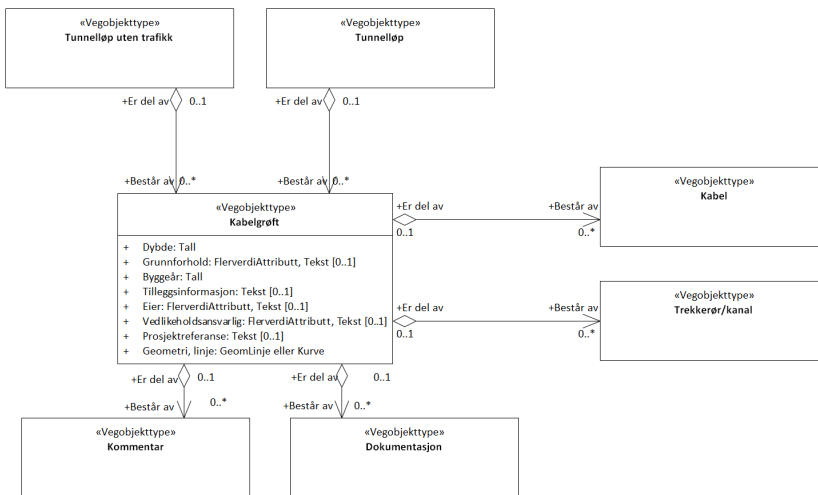 «Vegobjekttype»
Tunnelløp uten trafikk
«Vegobjekttype»
Tunnelløp
+Er del av 0..1
+Er del av 0..1
+Består av 0..*
+Består av 0..*
«Vegobjekttype»
Kabelgrøft
+ Dybde: Tall
+ Grunnforhold: FlerverdiAttributt, Tekst [0..1]
+ Byggeår: Tall
+ Tilleggsinformasjon: Tekst [0..1]
+ Eier: FlerverdiAttributt, Tekst [0..1]
+ Vedlikeholdsansvarlig: FlerverdiAttributt, Tekst [0..1]
+ Prosjektreferanse: Tekst [0..1]
+ Geometri, linje: GeomLinje eller Kurve
+Er del av
0..1
+Består av
0..*
«Vegobjekttype»
Kabel
+Er del av
0..1
+Består av
0..*
«Vegobjekttype»
Trekkerør/kanal
+Er del av 0..1
+Er del av 0..1
+Består av 0..*
+Består av 0..*
«Vegobjekttype»
Kommentar
«Vegobjekttype»
Dokumentasjon